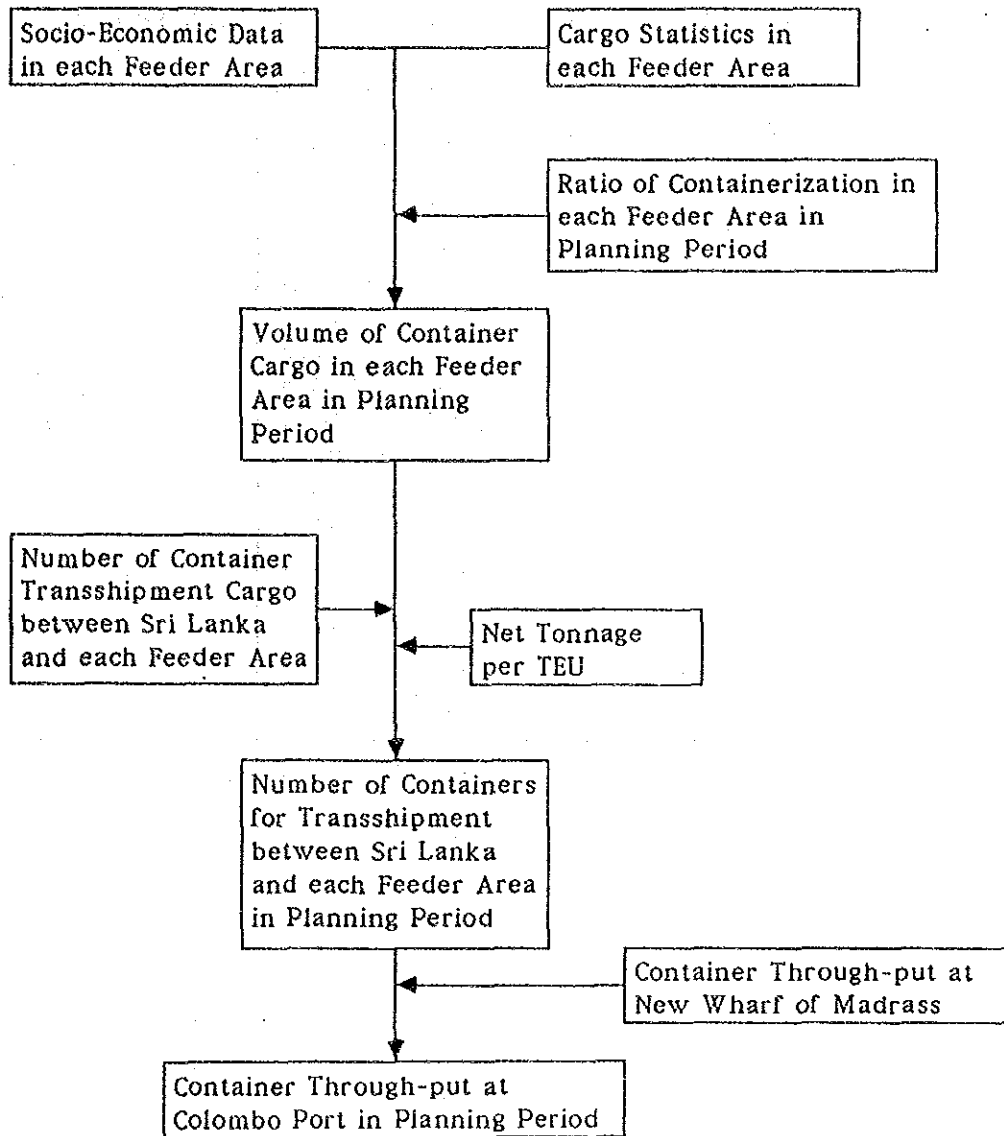 Socio-Economic Data
in each Feeder Area
Cargo Statistics in
each Feeder Area
Ratio of Containerization in
each Feeder Area in
Planning Period
Volume of Container
Cargo in each Feeder
Area in Planning
Period
Number of Container
Transshipment Cargo
between Sri Lanka
and each Feeder Area
Net Tonnage
per TEU
Number of Containers
for Transshipment
between Sri Lanka
and each Feeder Area
in Planning Period
Container Through-put at
New Wharf of Madrass
Container Through-put at
Colombo Port in Planning Period